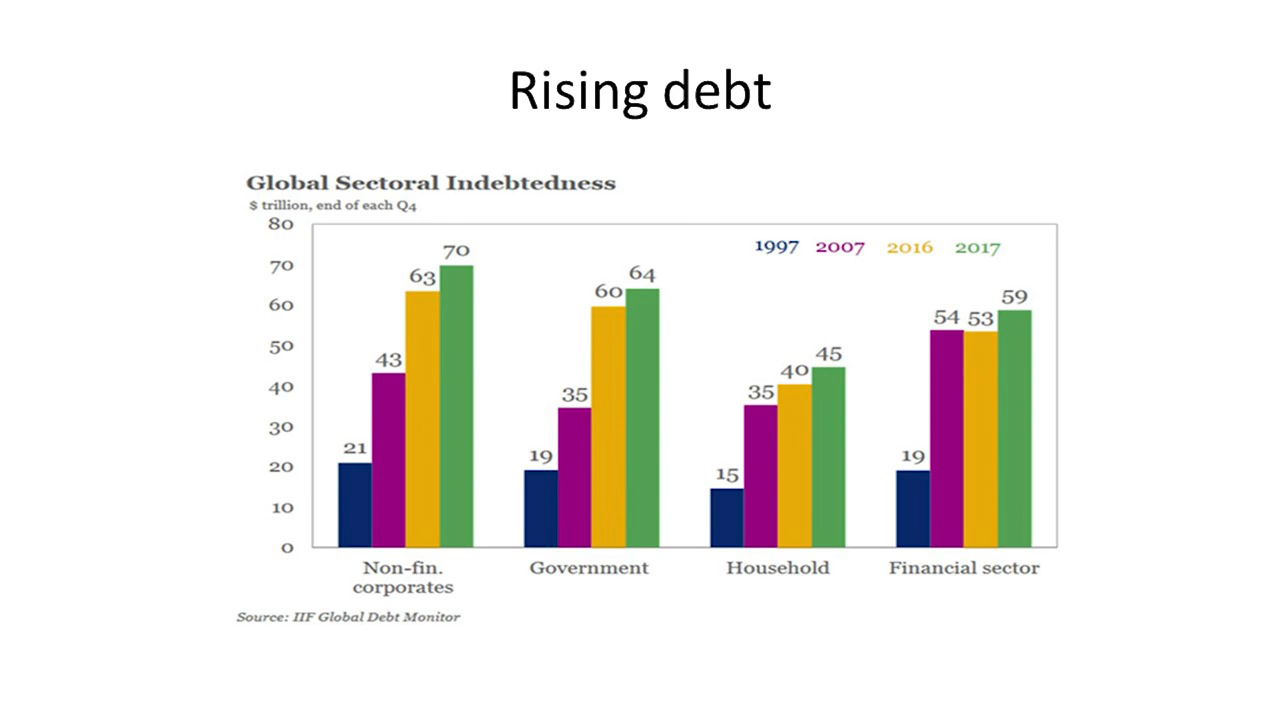 Rising debt
Global Sectoral Indebtedness
$ trillion, end of each Q4
80
70
60
50
40
30
20
10
0
1997 2007 2016 2017
21
43
63
70
19
35
60
64
15
35
40
45
19
54
53
59
Non-fin.
corporates
Government
Household
Financial sector
Source: IIF Global Debt Monitor